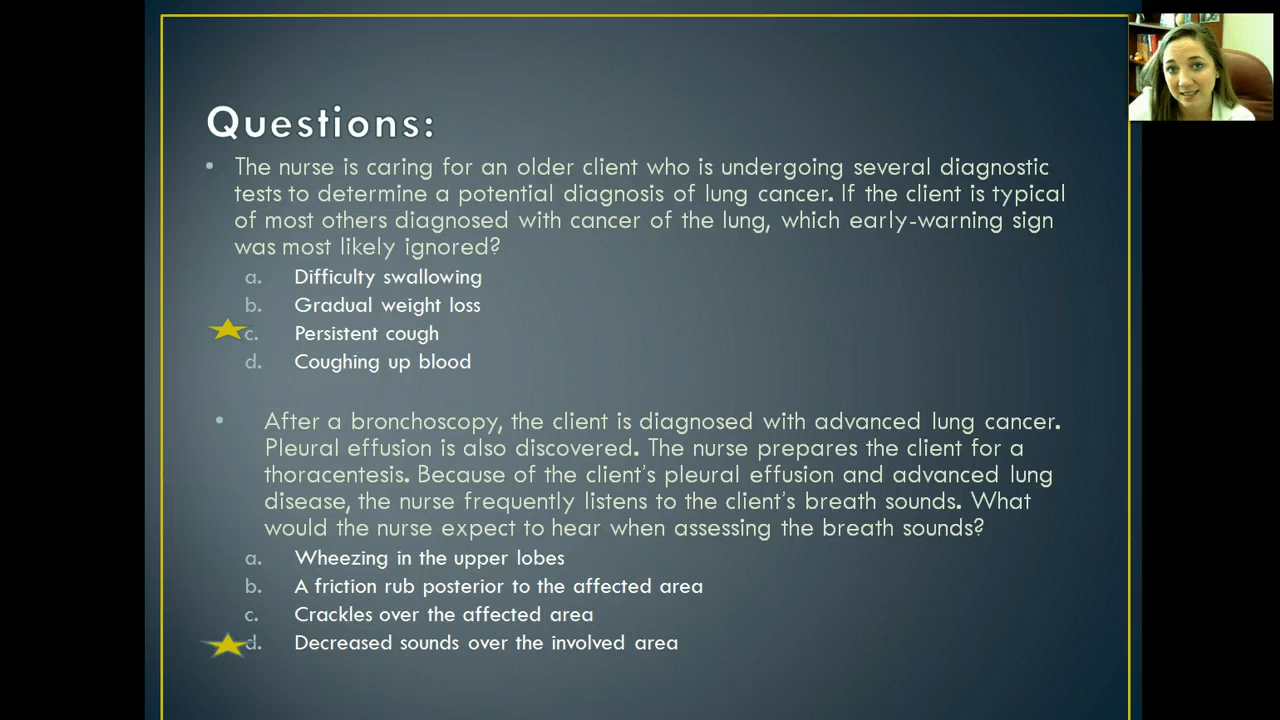 Questions:
• The nurse is caring for an older client who is undergoing several diagnostic
tests to determine a potential diagnosis of lung cancer. If the client is typical
of most others diagnosed with cancer of the lung, which early-warning sign
was most likely ignored?
a. Difficulty swallowing
b. Gradual weight loss
c. Persistent cough
d. Coughing up blood
• After a bronchoscopy, the client is diagnosed with advanced lung cancer.
Pleural effusion is also discovered. The nurse prepares the client for a
thoracentesis. Because of the client's pleural effusion and advanced lung
disease, the nurse frequently listens to the client's breath sounds. What
would the nurse expect to hear when assessing the breath sounds?
a. Wheezing in the upper lobes
b. A friction rub posterior to the affected area
c. Crackles over the affected area
d. Decreased sounds over the involved area